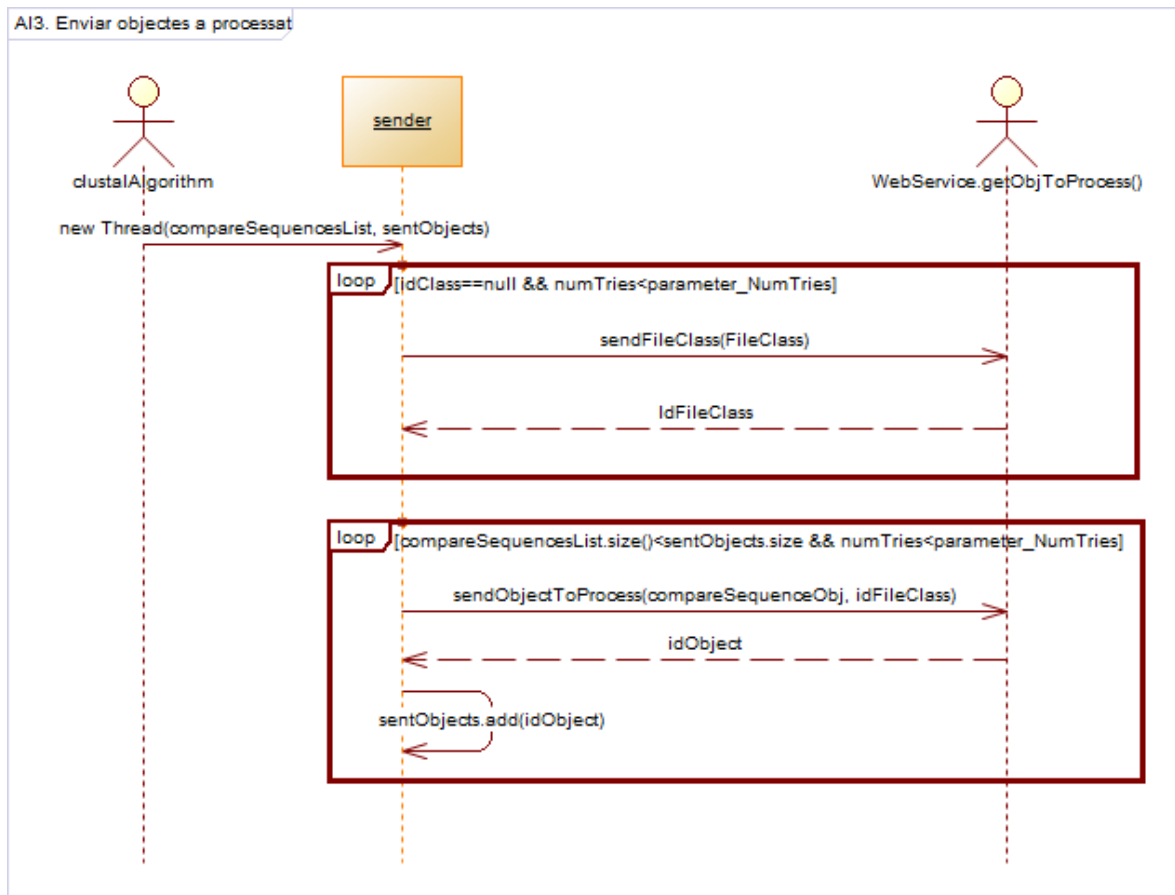 AI3. Enviar objectes a processat
sender
clustalAlgorithm
WebService.getObjToProcess()
new Thread(compareSequencesList, sentObjects)
loop
[idClass==null && numTries<parameter_NumTries]
sendFileClass(FileClass)
IdFileClass
loop
[compareSequencesList.size()<sentObjects.size && numTries<parameter_NumTries]
sendObjectToProcess(compareSequenceObj, idFileClass)
idObject
sentObjects.add(idObject)